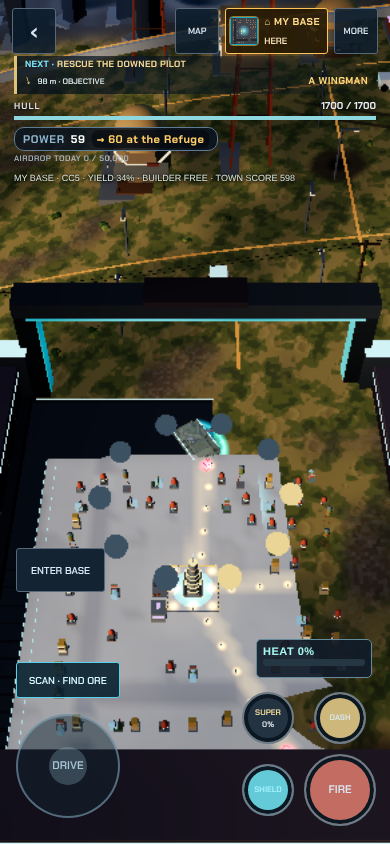 MAP
⌂ MY BASE
HERE
MORE
NEXT · RESCUE THE DOWNED PILOT
98 m · OBJECTIVE
A WINGMAN
HULL
1700 / 1700
POWER 59 → 60 at the Refuge
AIRDROP TODAY 0 / 50,000
MY BASE · CC5 · YIELD 34% · BUILDER FREE · TOWN SCORE 598
ENTER BASE
HEAT 0%
SCAN · FIND ORE
SUPER
0%
DASH
DRIVE
SHIELD
FIRE